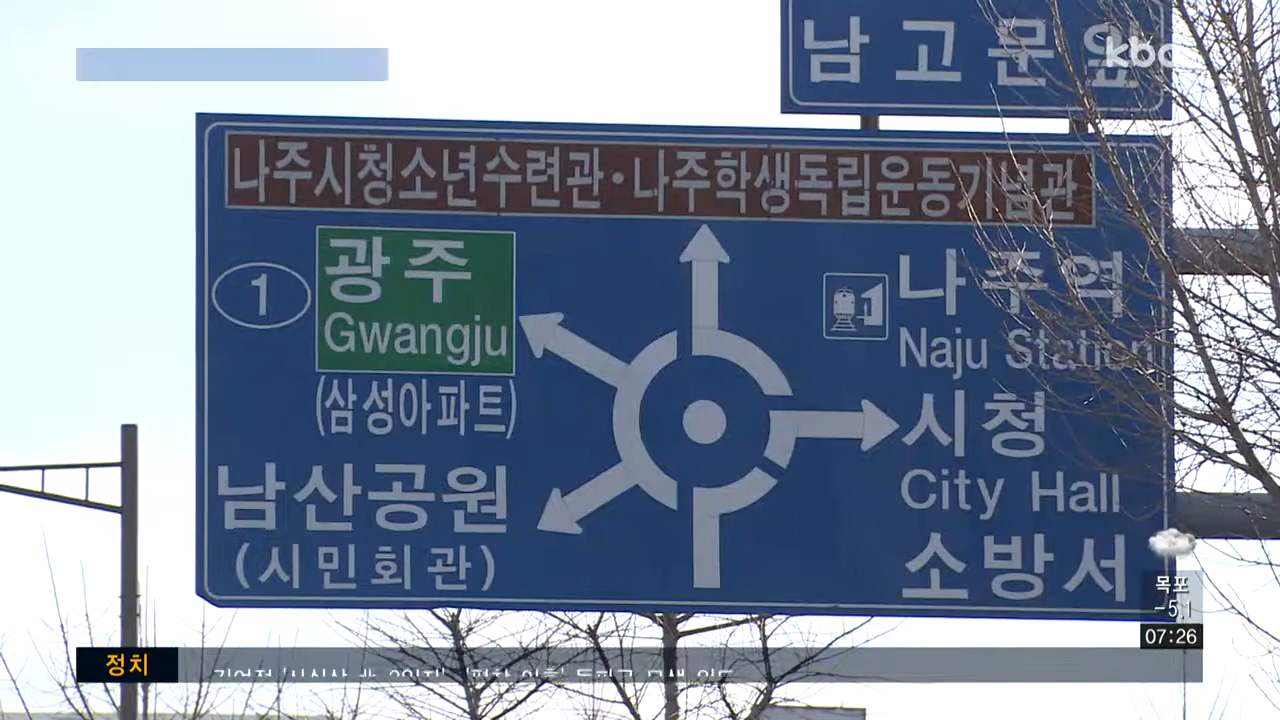 남고문앞
kbc
나주시청소년수련관·나주학생독립운동기념관
1
광주
Gwangju
(삼성아파트)
남산공원
(시민회관)
나주역
Naju Station
시청
City Hall
소방서
목포
-5.1
07:26
정치